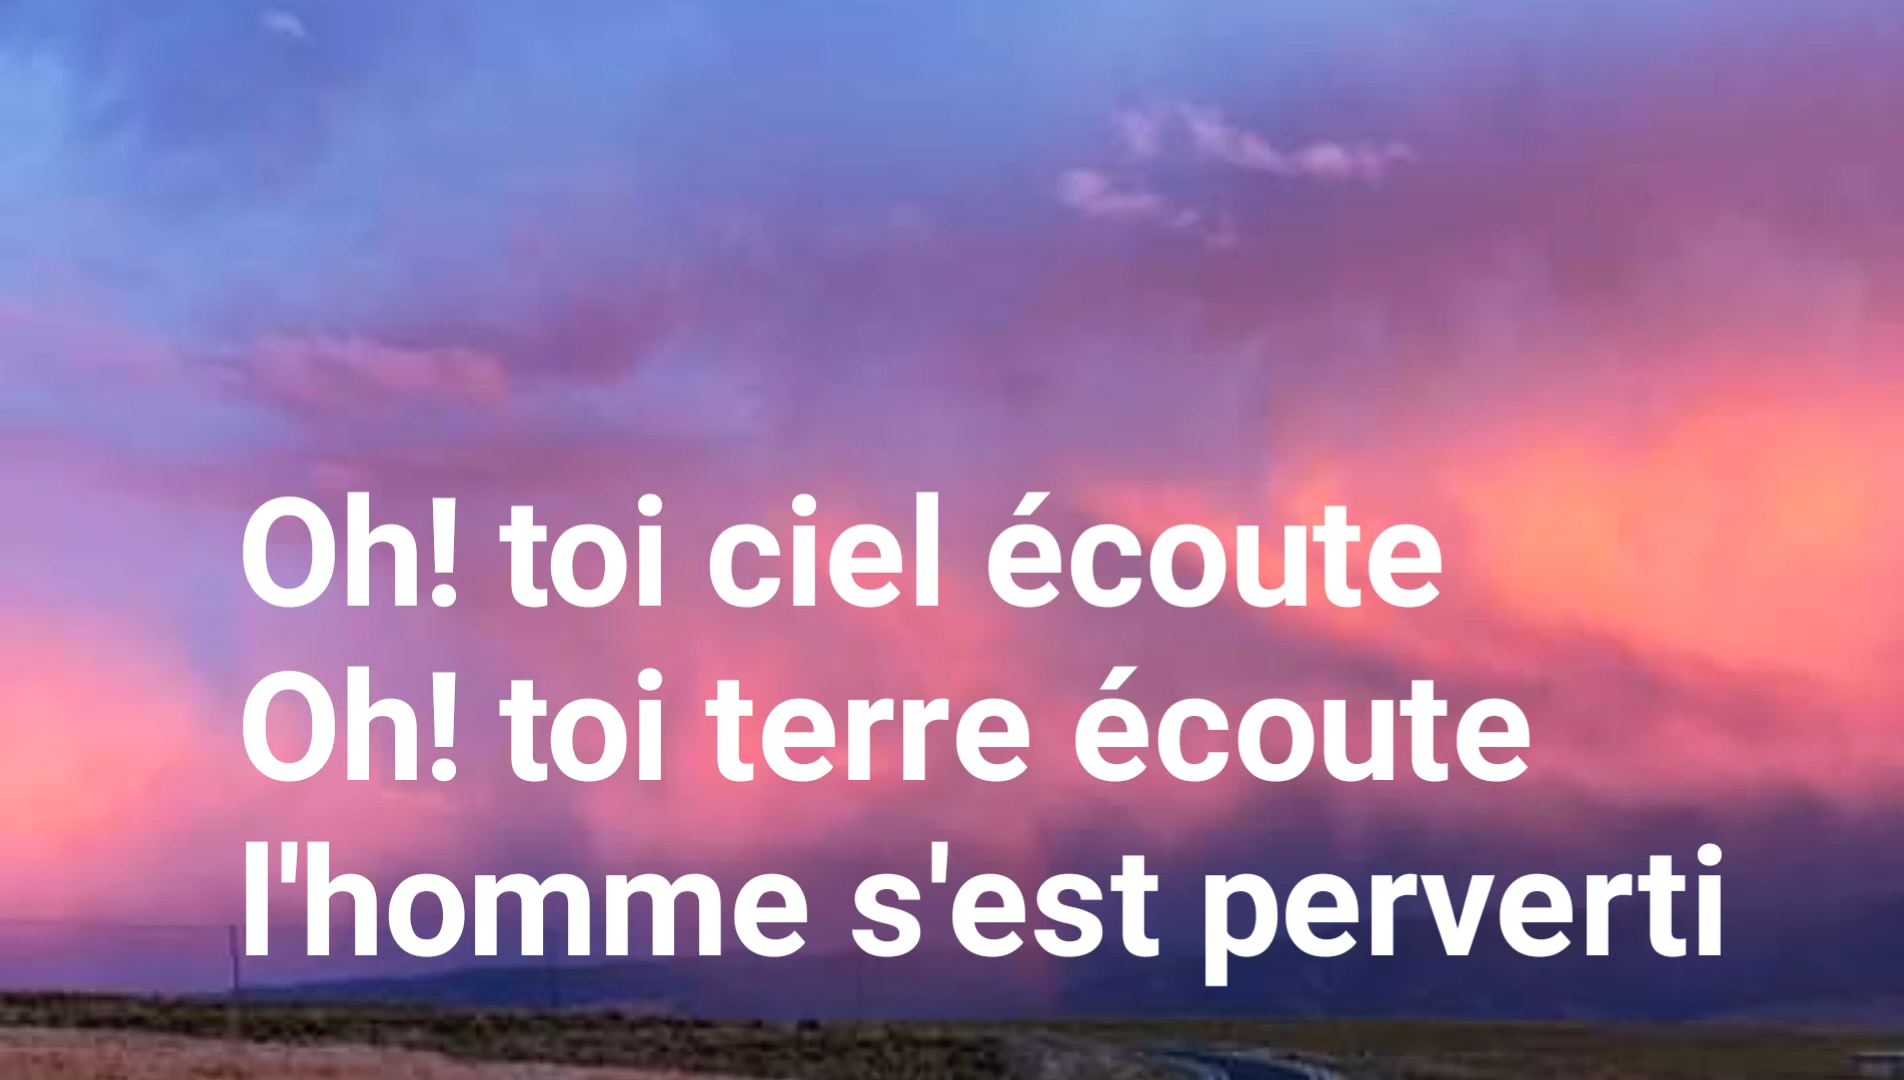 Oh! toi ciel écoute
Oh! toi terre écoute
l'homme s'est perverti